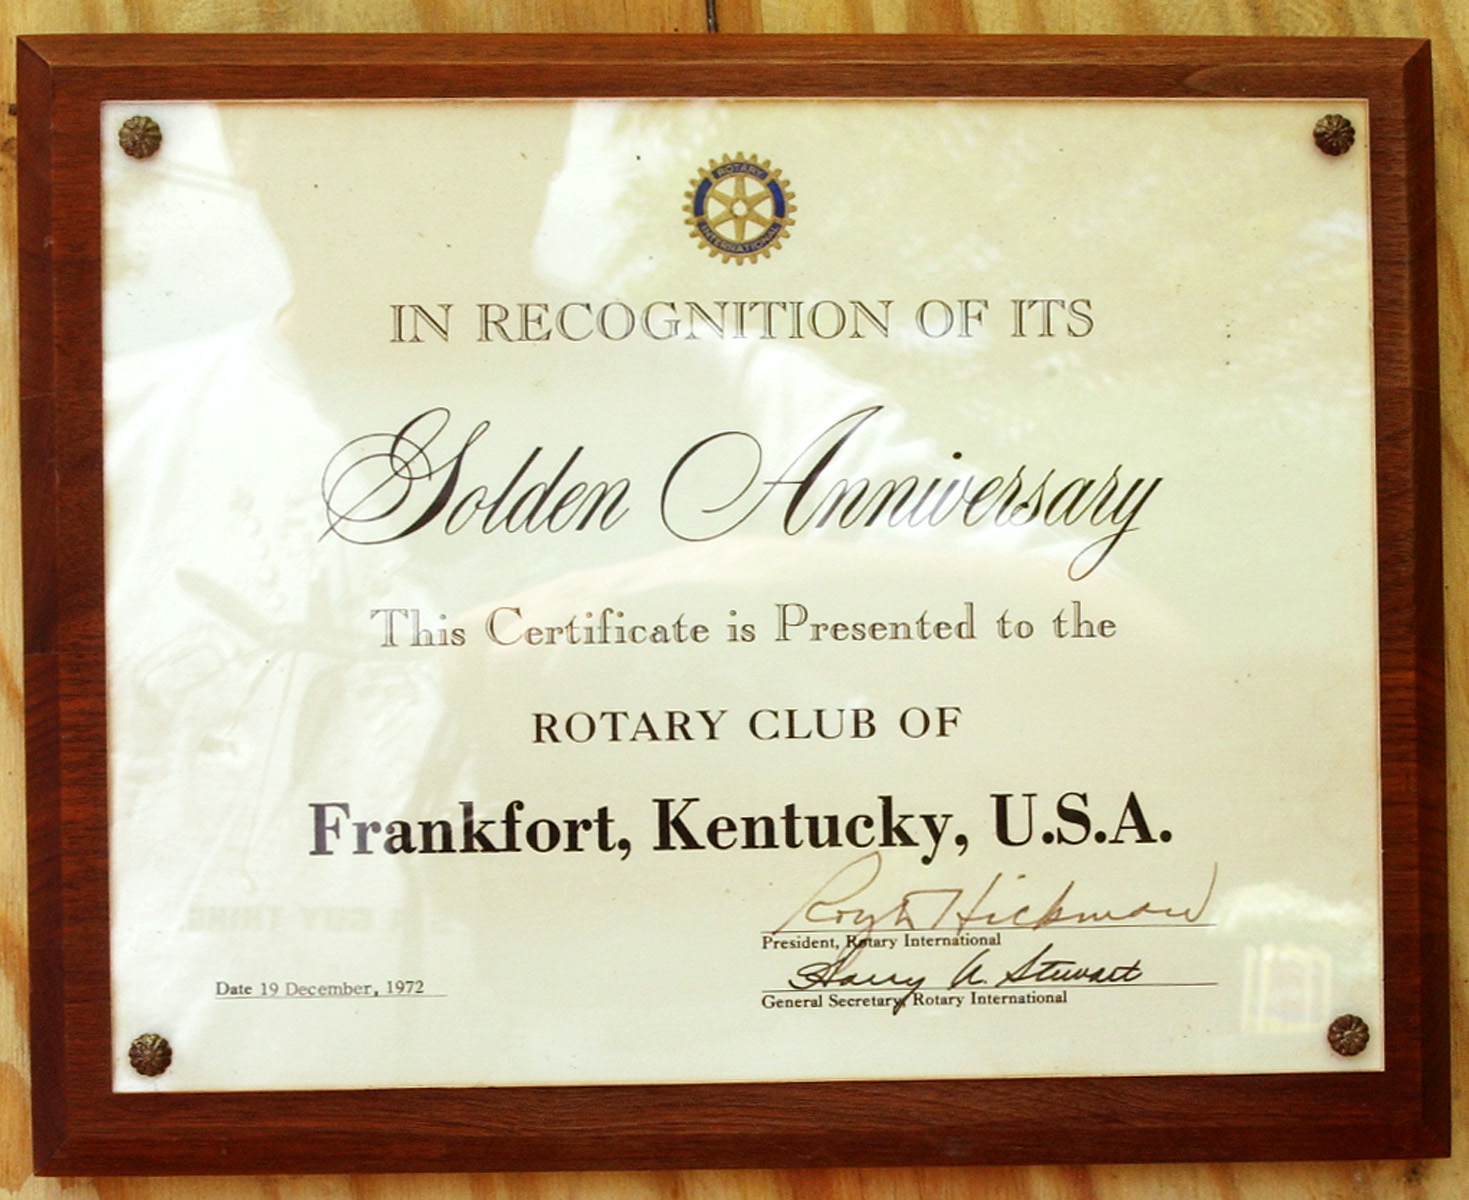 ROTARY
INTERNATIONAL
IN RECOGNITION OF ITS
Golden Anniversary
This Certificate is Presented to the
ROTARY CLUB OF
Frankfort, Kentucky, U.S.A.
Roy D Hickman
President, Rotary International
Harry A. Stewart
General Secretary, Rotary International
Date 19 December, 1972